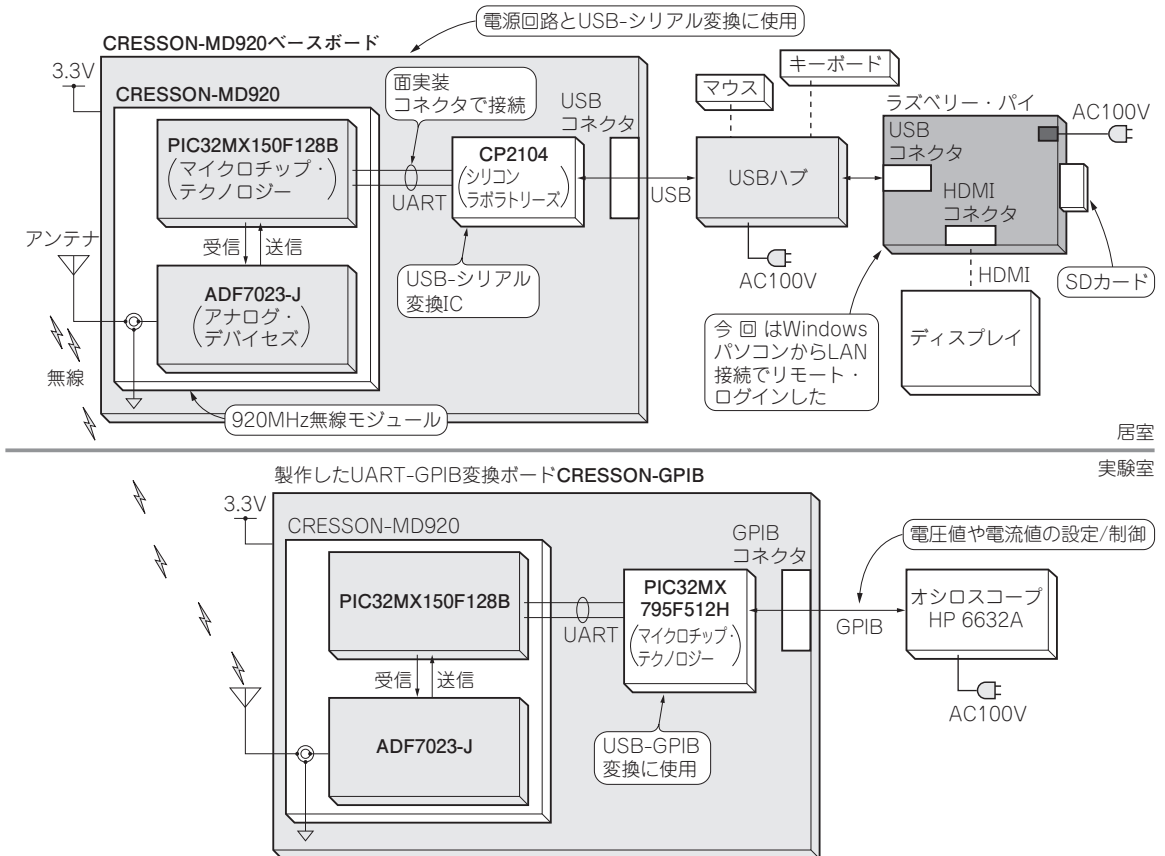 電源回路とUSB-シリアル変換に使用
CRESSON-MD920ベースボード
3.3V
CRESSON-MD920
PIC32MX150F128B
(マイクロチップ・
テクノロジー)
受信
送信
ADF7023-J
(アナログ・
デバイセズ)
アンテナ
無線
920MHz無線モジュール
面実装
コネクタで接続
UART
CP2104
(シリコン
ラボラトリーズ)
USB-シリアル
変換IC
USB
コネクタ
USB
マウス
キーボード
USBハブ
AC100V
ラズベリー・パイ
USB
コネクタ
HDMI
コネクタ
AC100V
SDカード
HDMI
ディスプレイ
今回はWindows
パソコンからLAN
接続でリモート・
ログインした
居室
実験室
製作したUART-GPIB変換ボードCRESSON-GPIB
3.3V
CRESSON-MD920
PIC32MX150F128B
受信
送信
ADF7023-J
UART
PIC32MX
795F512H
(マイクロチップ・
テクノロジー)
USB-GPIB
変換に使用
GPIB
コネクタ
GPIB
電圧値や電流値の設定/制御
オシロスコープ
HP 6632A
AC100V